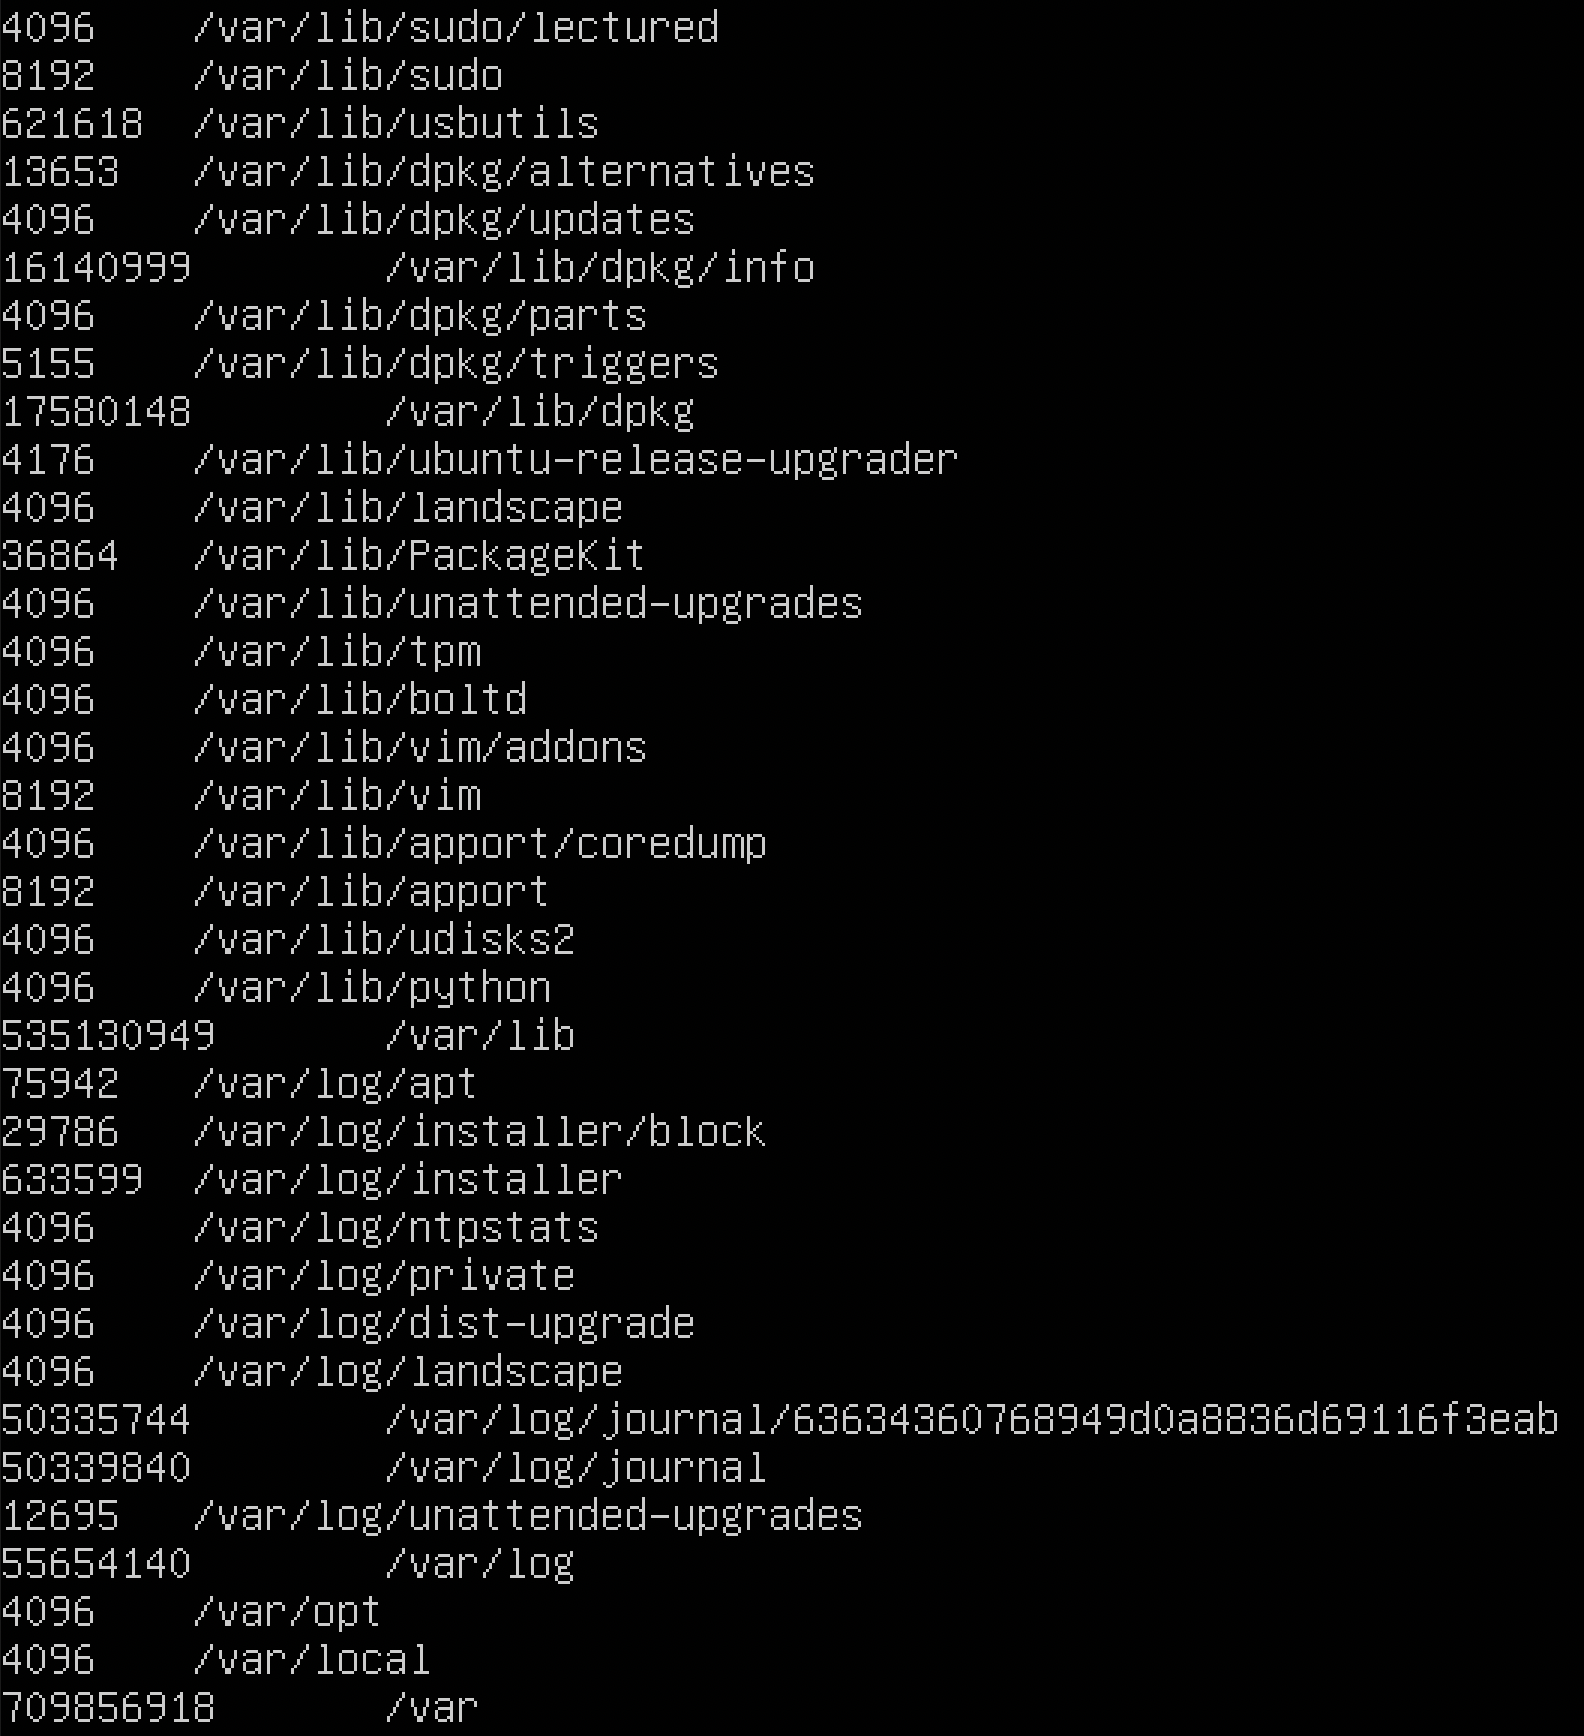 4096	/var/lib/sudo/lectured
8192	/var/lib/sudo
621618	/var/lib/usbutils
13653	/var/lib/dpkg/alternatives
4096	/var/lib/dpkg/updates
16140999	/var/lib/dpkg/info
4096	/var/lib/dpkg/parts
5155	/var/lib/dpkg/triggers
17580148	/var/lib/dpkg
4176	/var/lib/ubuntu-release-upgrader
4096	/var/lib/landscape
36864	/var/lib/PackageKit
4096	/var/lib/unattended-upgrades
4096	/var/lib/tpm
4096	/var/lib/boltd
4096	/var/lib/vim/addons
8192	/var/lib/vim
4096	/var/lib/apport/coredump
8192	/var/lib/apport
4096	/var/lib/udisks2
4096	/var/lib/python
535130949	/var/lib
75942	/var/log/apt
29786	/var/log/installer/block
633599	/var/log/installer
4096	/var/log/ntpstats
4096	/var/log/private
4096	/var/log/dist-upgrade
4096	/var/log/landscape
50335744	/var/log/journal/63634360768949d0a8836d69116f3eab
50339840	/var/log/journal
12695	/var/log/unattended-upgrades
55654140	/var/log
4096	/var/opt
4096	/var/local
709856918	/var